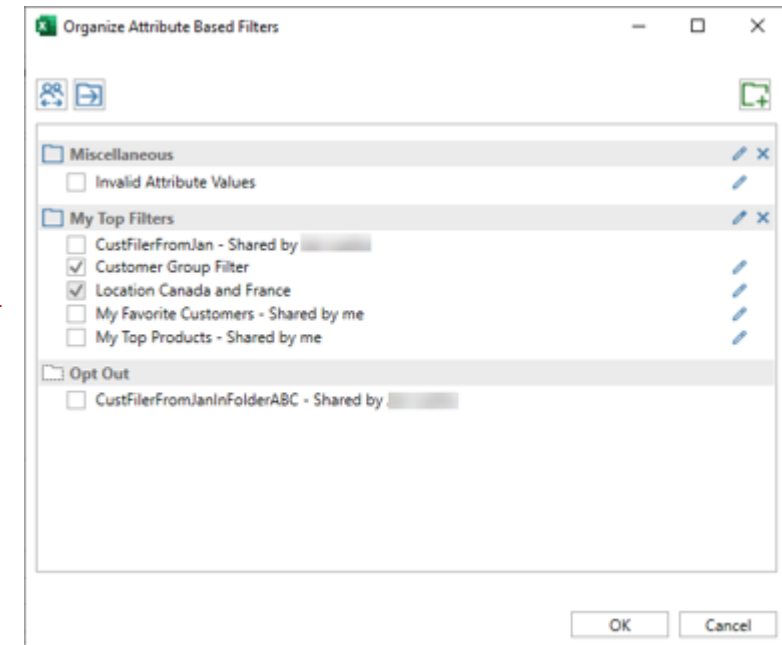 Organize Attribute Based Filters
Miscellaneous
Invalid Attribute Values
My Top Filters
CustFilerFromJan - Shared by
Customer Group Filter
Location Canada and France
My Favorite Customers - Shared by me
My Top Products - Shared by me
Opt Out
CustFilerFromJanInFolderABC - Shared by
OK Cancel